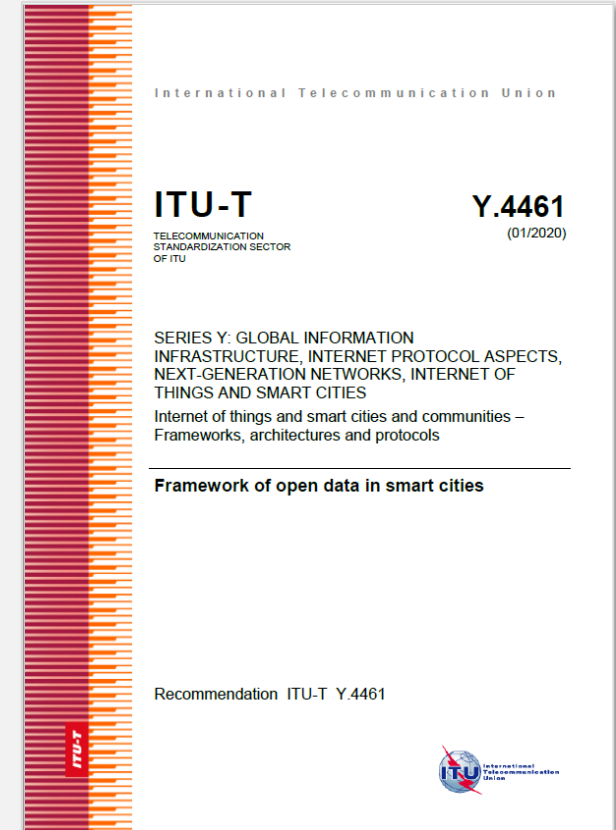 International Telecommunication Union
ITU-T
Y.4461
TELECOMMUNICATION
STANDARDIZATION SECTOR
OF ITU
(01/2020)
SERIES Y: GLOBAL INFORMATION
INFRASTRUCTURE, INTERNET PROTOCOL ASPECTS,
NEXT-GENERATION NETWORKS, INTERNET OF
THINGS AND SMART CITIES
Internet of things and smart cities and communities –
Frameworks, architectures and protocols
Framework of open data in smart cities
Recommendation ITU-T Y.4461
ITU-T
ITU
International
Telecommunication
Union